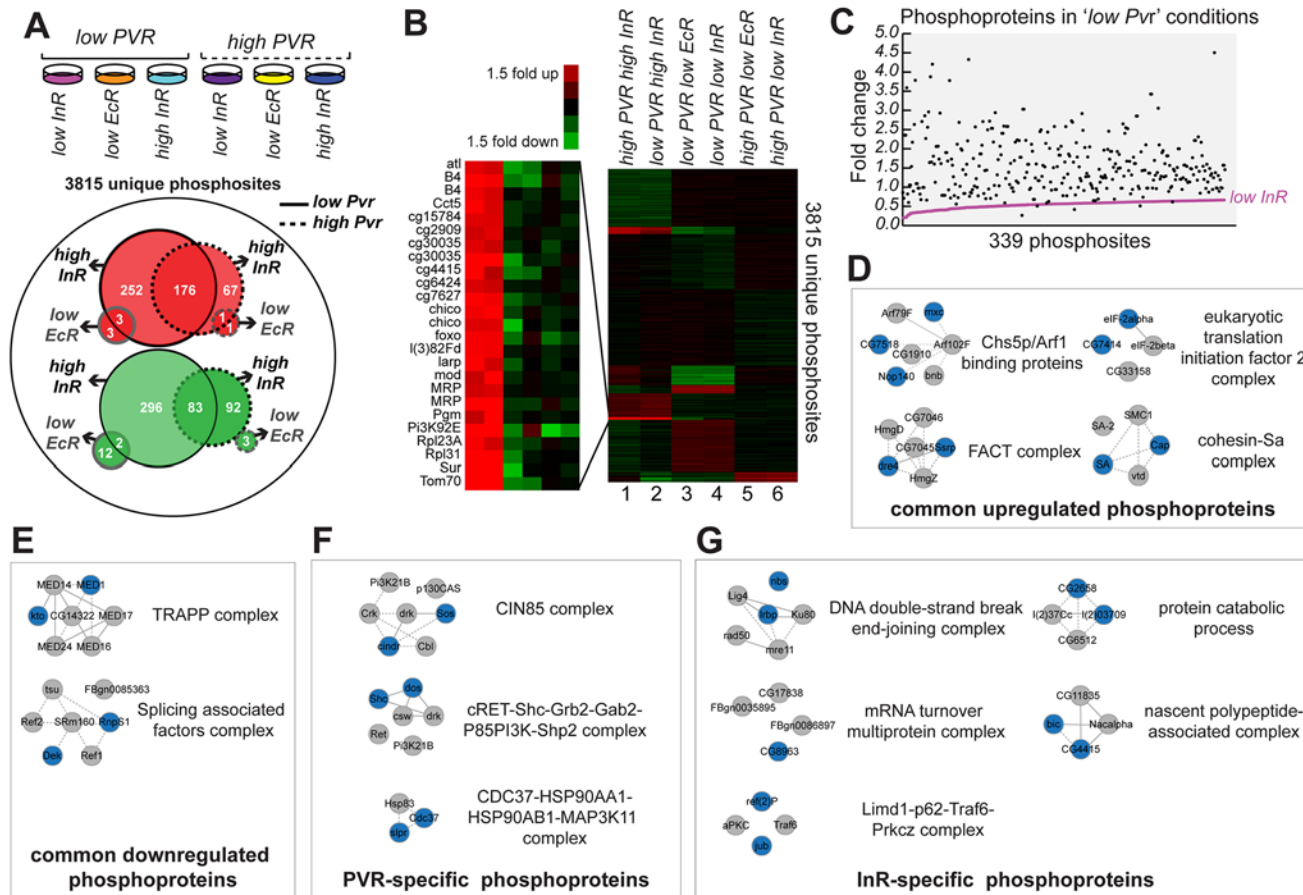 A
low PVR
high PVR
low InR
low EcR
high InR
low InR
low EcR
high InR
3815 unique phosphosites
low Pvr
high Pvr
high
InR
252
176
67
high
InR
low
EcR
3
3
1
1
low
EcR
high
InR
296
83
92
high
InR
low
EcR
2
12
3
low
EcR
B
1.5 fold up
1.5 fold down
high PVR high InR
low PVR high InR
low PVR low EcR
low PVR low InR
high PVR low EcR
high PVR low InR
atl
B4
B4
Cct5
cg15784
cg2909
cg30035
cg30035
cg4415
cg6424
cg7627
chico
chico
foxo
l(3)82Fd
larp
mod
MRP
MRP
Pgm
Pi3K92E
Rpl23A
Rpl31
Sur
Tom70
3815 unique phosphosites
1 2 3 4 5 6
C
Phosphoproteins in 'low Pvr' conditions
Fold change
5.0
4.5
4.0
3.5
3.0
2.5
2.0
1.5
1.0
0.5
0.0
low InR
339 phosphosites
D
Arf79F
mxc
CG7518
Arf102F
CG1910
Nop140
bnb
Chs5p/Arf1
binding proteins
eIF-2alpha
CG7414
eIF-2beta
CG33158
eukaryotic
translation
initiation factor 2
complex
CG7046
HmgD
CG7045
Ssrp
dre4
HmgZ
FACT complex
SMC1
SA-2
Cap
SA
vtd
cohesin-Sa
complex
common upregulated phosphoproteins
E
MED14
MED1
kto
CG14322
MED17
MED24
MED16
TRAPP complex
tsu
FBgn0085363
Ref2
SRm160
RnpS1
Dek
Ref1
Splicing associated
factors complex
common downregulated
phosphoproteins
F
Pi3K21B
p130CAS
Crk
drk
Sos
cindr
Cbl
CIN85 complex
Shc
dos
csw
drk
Ret
Pi3K21B
cRET-Shc-Grb2-Gab2-
P85PI3K-Shp2 complex
Hsp83
Cdc37
slpr
CDC37-HSP90AA1-
HSP90AB1-MAP3K11
complex
PVR-specific phosphoproteins
G
nbs
Lig4
Irbp
Ku80
rad50
mre11
DNA double-strand break
end-joining complex
CG2658
l(2)37Cc
l(2)03709
CG6512
protein catabolic
process
CG17838
FBgn0035895
FBgn0086897
CG8963
mRNA turnover
multiprotein complex
CG11835
bic
Nacalpha
CG4415
nascent polypeptide-
associated complex
ref(2)P
aPKC
Traf6
jub
Limd1-p62-Traf6-
Prkcz complex
InR-specific phosphoproteins